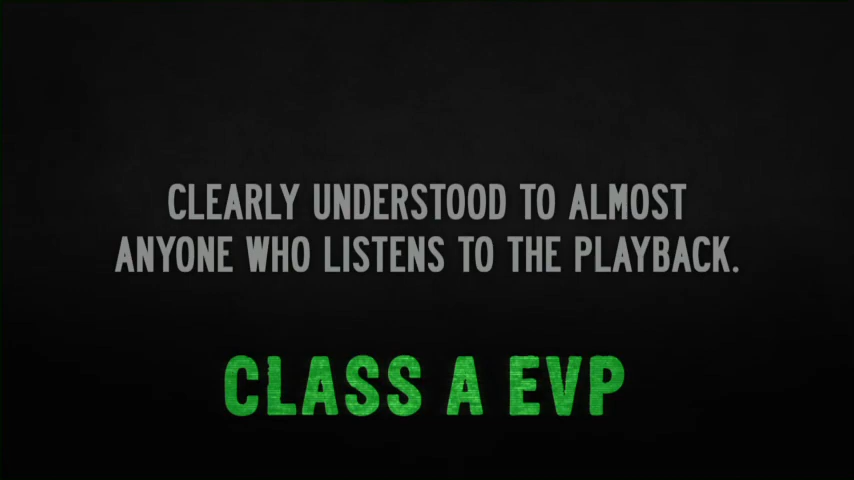 CLEARLY UNDERSTOOD TO ALMOST
ANYONE WHO LISTENS TO THE PLAYBACK.
CLASS A EVP